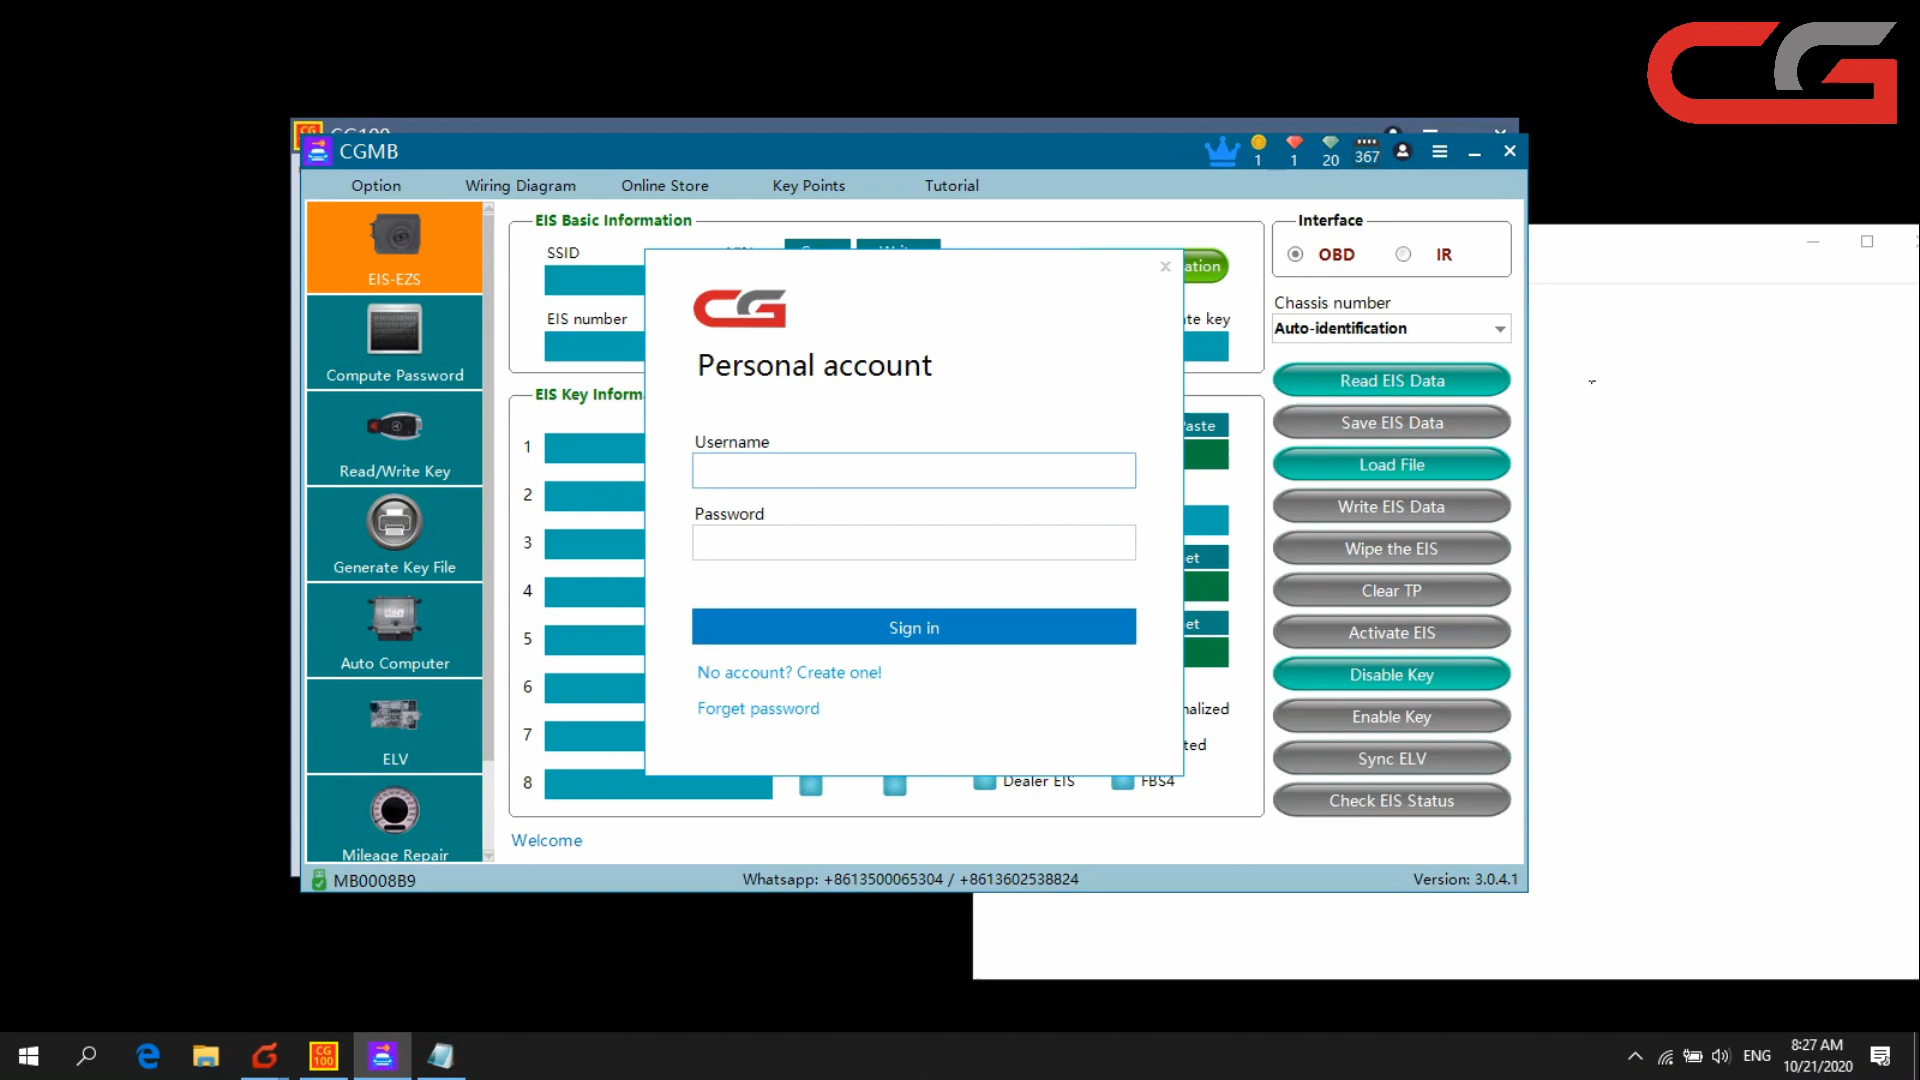 CG
CG100
CGMB
1
1
20
367
Option
Wiring Diagram
Online Store
Key Points
Tutorial
EIS-EZS
Compute Password
Read/Write Key
Generate Key File
Auto Computer
ELV
Mileage Repair
EIS Basic Information
SSID
EIS number
ation
te key
EIS Key Inform
1
2
3
4
5
6
7
8
aste
et
et
nalized
ted
Dealer EIS
FBS4
CG
Personal account
Username
Password
Sign in
No account? Create one!
Forget password
Interface
OBD
IR
Chassis number
Auto-identification
Read EIS Data
Save EIS Data
Load File
Write EIS Data
Wipe the EIS
Clear TP
Activate EIS
Disable Key
Enable Key
Sync ELV
Check EIS Status
Welcome
MB0008B9
Whatsapp: +8613500065304 / +8613602538824
Version: 3.0.4.1
CG
100
ENG
8:27 AM
10/21/2020